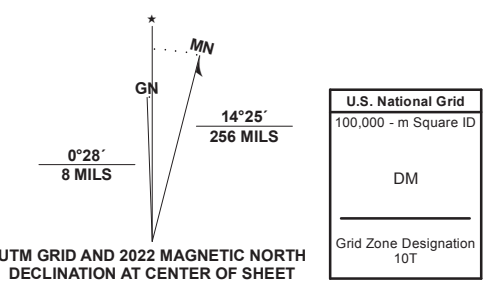 ★
MN
GN
14°25´
256 MILS
0°28´
8 MILS
UTM GRID AND 2022 MAGNETIC NORTH
DECLINATION AT CENTER OF SHEET
U.S. National Grid
100,000 - m Square ID
DM
Grid Zone Designation
10T